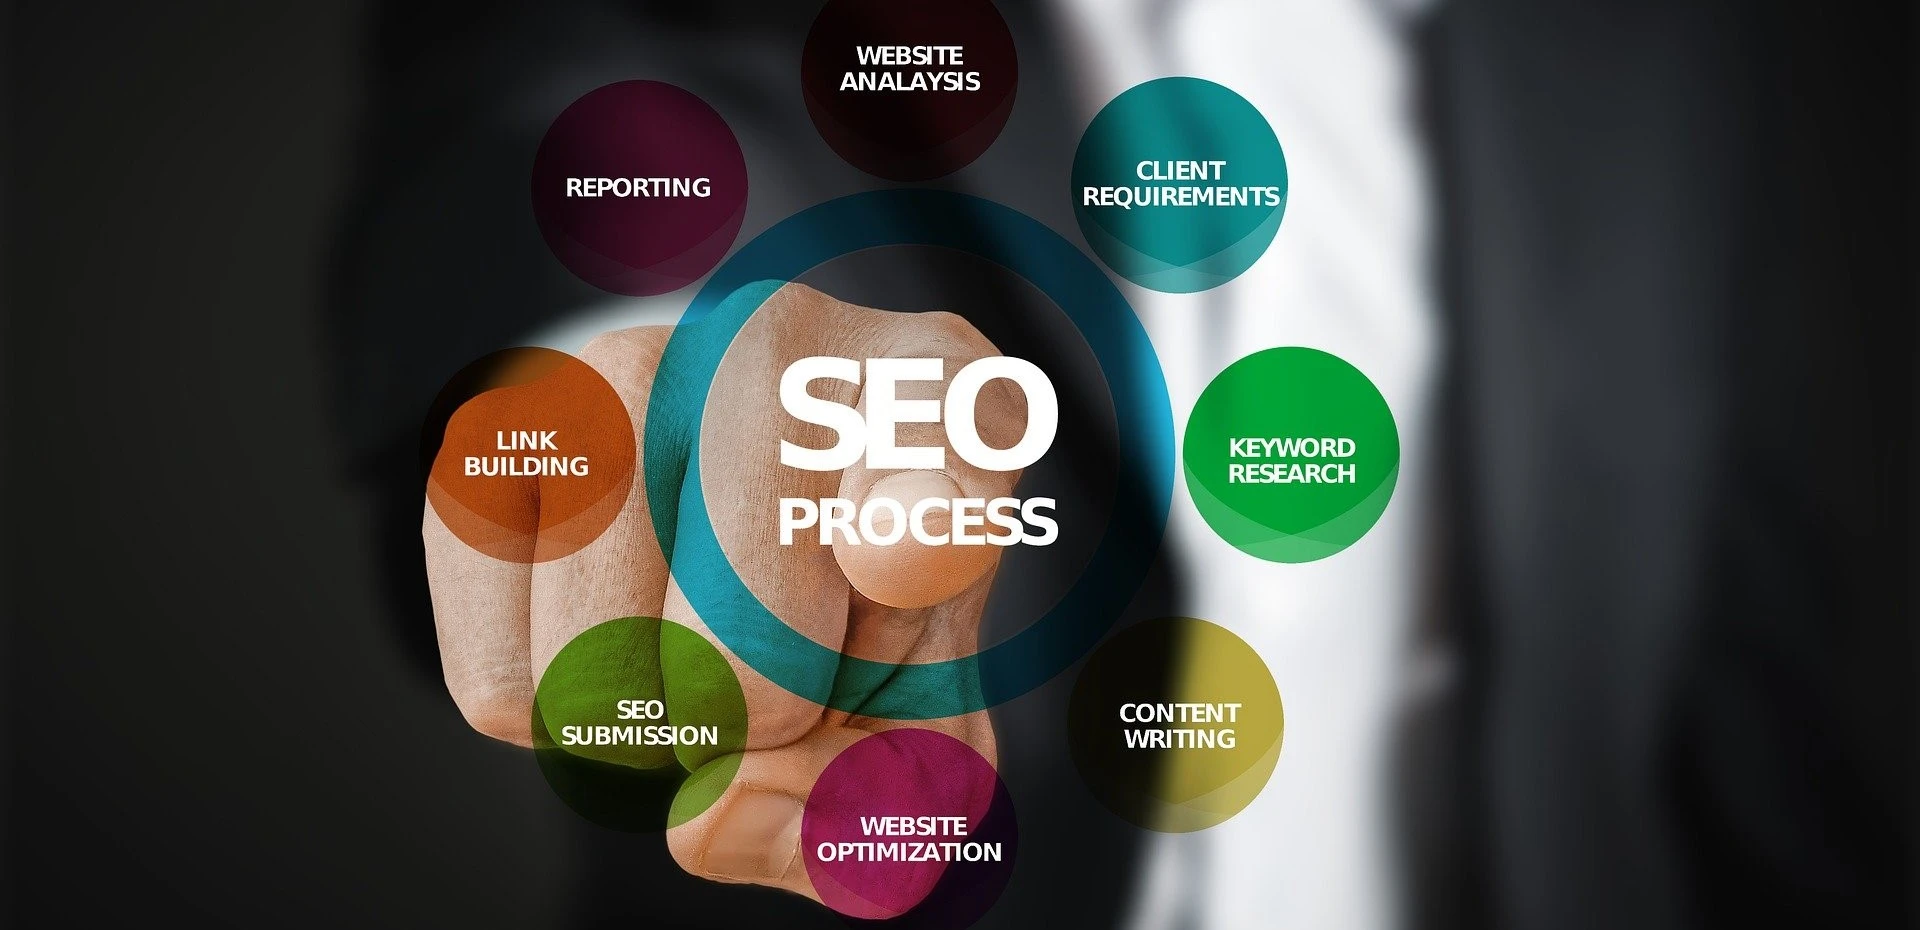 WEBSITE
ANALAYSIS
CLIENT
REQUIREMENTS
KEYWORD
RESEARCH
CONTENT
WRITING
WEBSITE
OPTIMIZATION
SEO
SUBMISSION
LINK
BUILDING
REPORTING
SEO
PROCESS